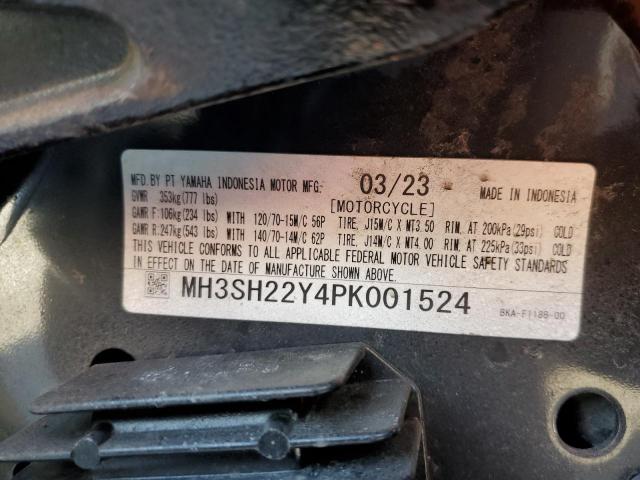 MFD.BY PT YAMAHA INDONESIA MOTOR MFG. 03/23 MADE IN INDONESIA
GVWR 353kg(777 lbs) [MOTORCYCLE]
GAWR F:106kg(234 lbs) WITH 120/70-15M/C 56P TIRE, J15M/C X MT3.50 RIM, AT 200kPa(29psi) COLD
GAWR R:247kg(543 lbs) WITH 140/70-14M/C 62P TIRE, J14M/C X MT4.00 RIM, AT 225kPa(33psi) COLD
THIS VEHICLE CONFORMS TO ALL APPLICABLE FEDERAL MOTOR VEHICLE SAFETY STANDARDS
IN EFFECT ON THE DATE OF MANUFACTURE SHOWN ABOVE.
MH3SH22Y4PK001524
BKA-F118B-00